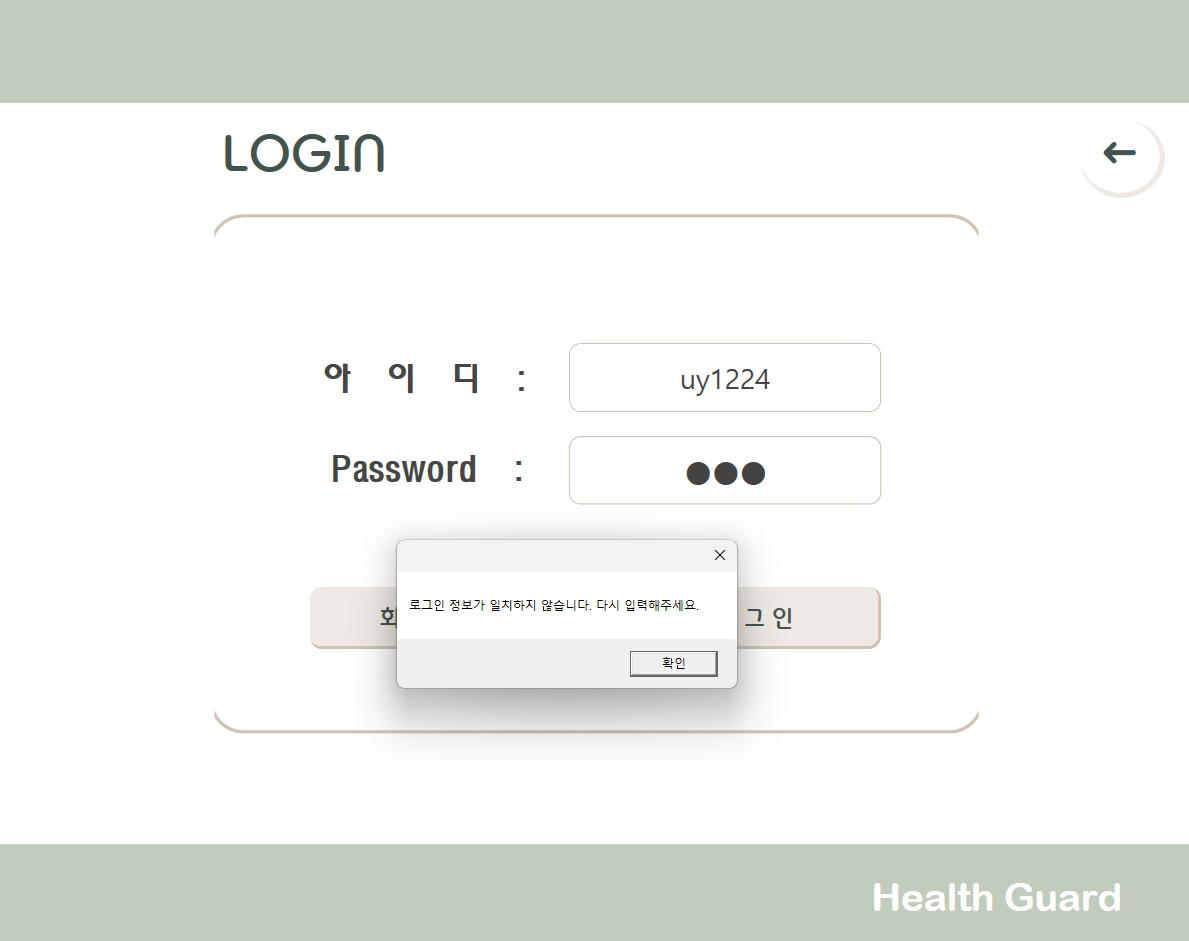 LOGIN
아 이 디 :
uy1224
Password :
●●●
로그인 정보가 일치하지 않습니다. 다시 입력해주세요.
그 인
확인
Health Guard